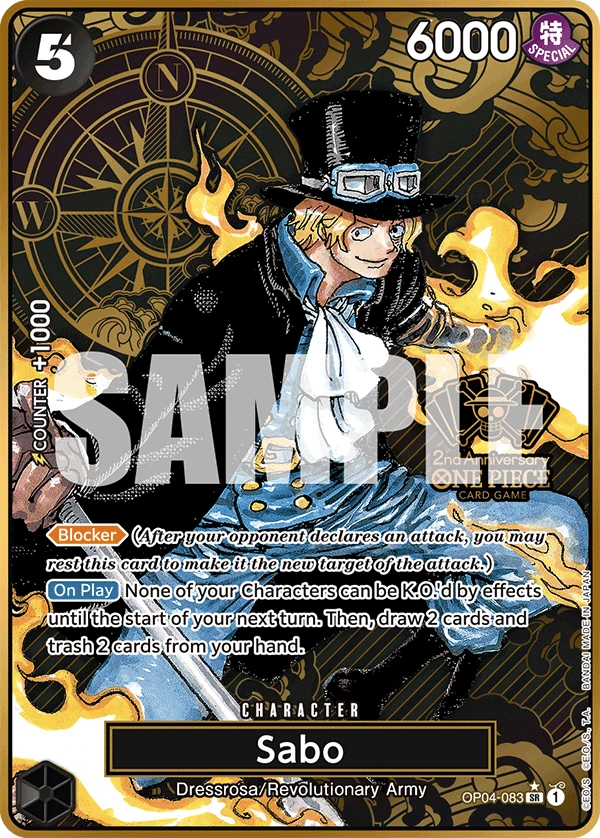 5
6000
特
SPECIAL
N
W
COUNTER +1000
SAMPLE
2nd Anniversary
ONE PIECE
CARD GAME
Blocker (After your opponent declares an attack, you may
rest this card to make it the new target of the attack.)
On Play None of your Characters can be K.O.'d by effects
until the start of your next turn. Then, draw 2 cards and
trash 2 cards from your hand.
CHARACTER
Sabo
Dressrosa/Revolutionary Army
OP04-083 SR 1
©E.O/S ©E.O./S., T.A. BANDAI MADE IN JAPAN